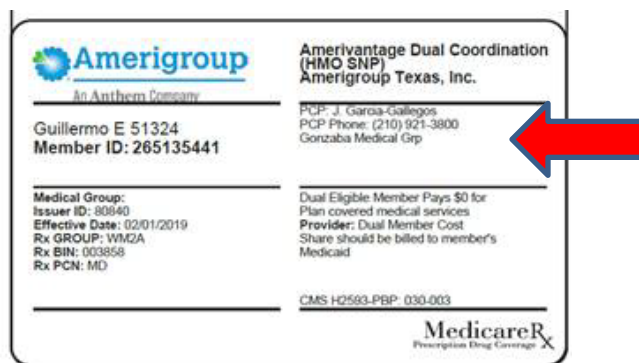 Amerigroup
An Anthem Company
Amerivantage Dual Coordination
(HMO SNP)
Amerigroup Texas, Inc.
Guillermo E 51324
Member ID: 265135441
PCP: J. Garoa-Gallegos
PCP Phone: (210) 921-3800
Gonzaba Medical Grp
Medical Group:
Issuer ID: 80840
Effective Date: 02/01/2019
Rx GROUP: WM2A
Rx BIN: 003858
Rx PCN: MD
Dual Eligible Member Pays $0 for
Plan covered medical services
Provider: Dual Member Cost
Share should be billed to member's
Medicaid
CMS H2593-PBP: 030-003
MedicareRx
Prescription Drug Coverage